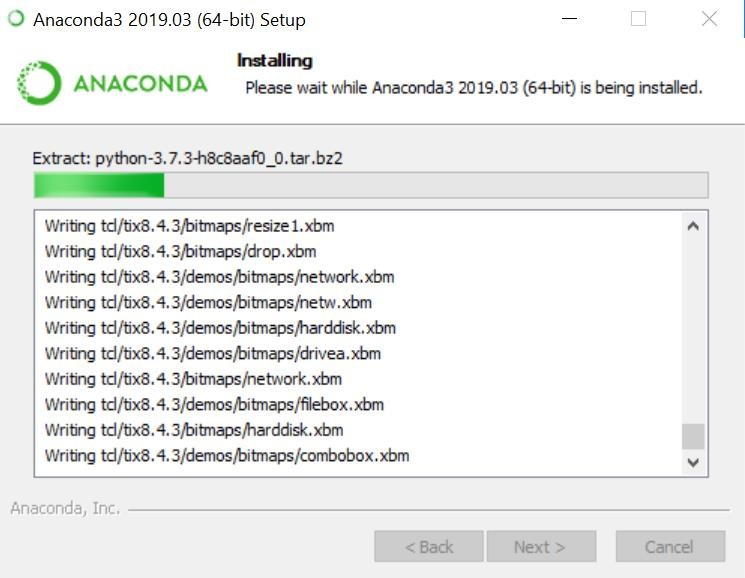 Anaconda3 2019.03 (64-bit) Setup
ANACONDA
Installing
Please wait while Anaconda3 2019.03 (64-bit) is being installed.
Extract: python-3.7.3-h8c8aaf0_0.tar.bz2
Writing tcl/tix8.4.3/bitmaps/resize1.xbm
Writing tcl/tix8.4.3/bitmaps/drop.xbm
Writing tcl/tix8.4.3/demos/bitmaps/network.xbm
Writing tcl/tix8.4.3/demos/bitmaps/netw.xbm
Writing tcl/tix8.4.3/demos/bitmaps/harddisk.xbm
Writing tcl/tix8.4.3/demos/bitmaps/drivea.xbm
Writing tcl/tix8.4.3/bitmaps/network.xbm
Writing tcl/tix8.4.3/demos/bitmaps/filebox.xbm
Writing tcl/tix8.4.3/bitmaps/harddisk.xbm
Writing tcl/tix8.4.3/demos/bitmaps/combobox.xbm
Anaconda, Inc.
< Back
Next >
Cancel